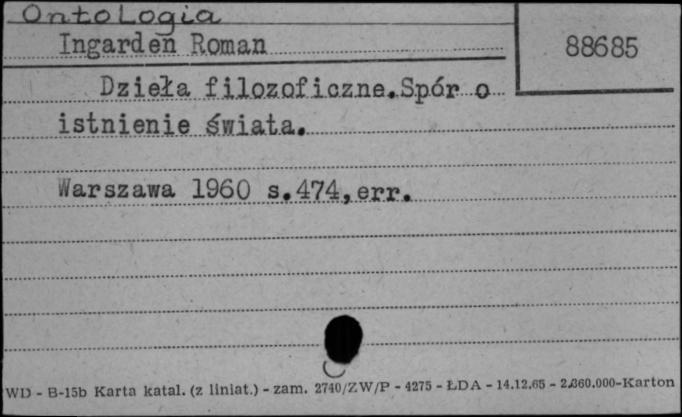 Ontologia
Ingarden Roman
88685
Dzieła filozoficzne.Spór o
istnienie świata.
Warszawa 1960 s.474,err.
WD - B-15b Karta katal. (z liniat.) - zam. 2740/ZW/P - 4275 - ŁDA - 14.12.65 - 2.860.000-Karton